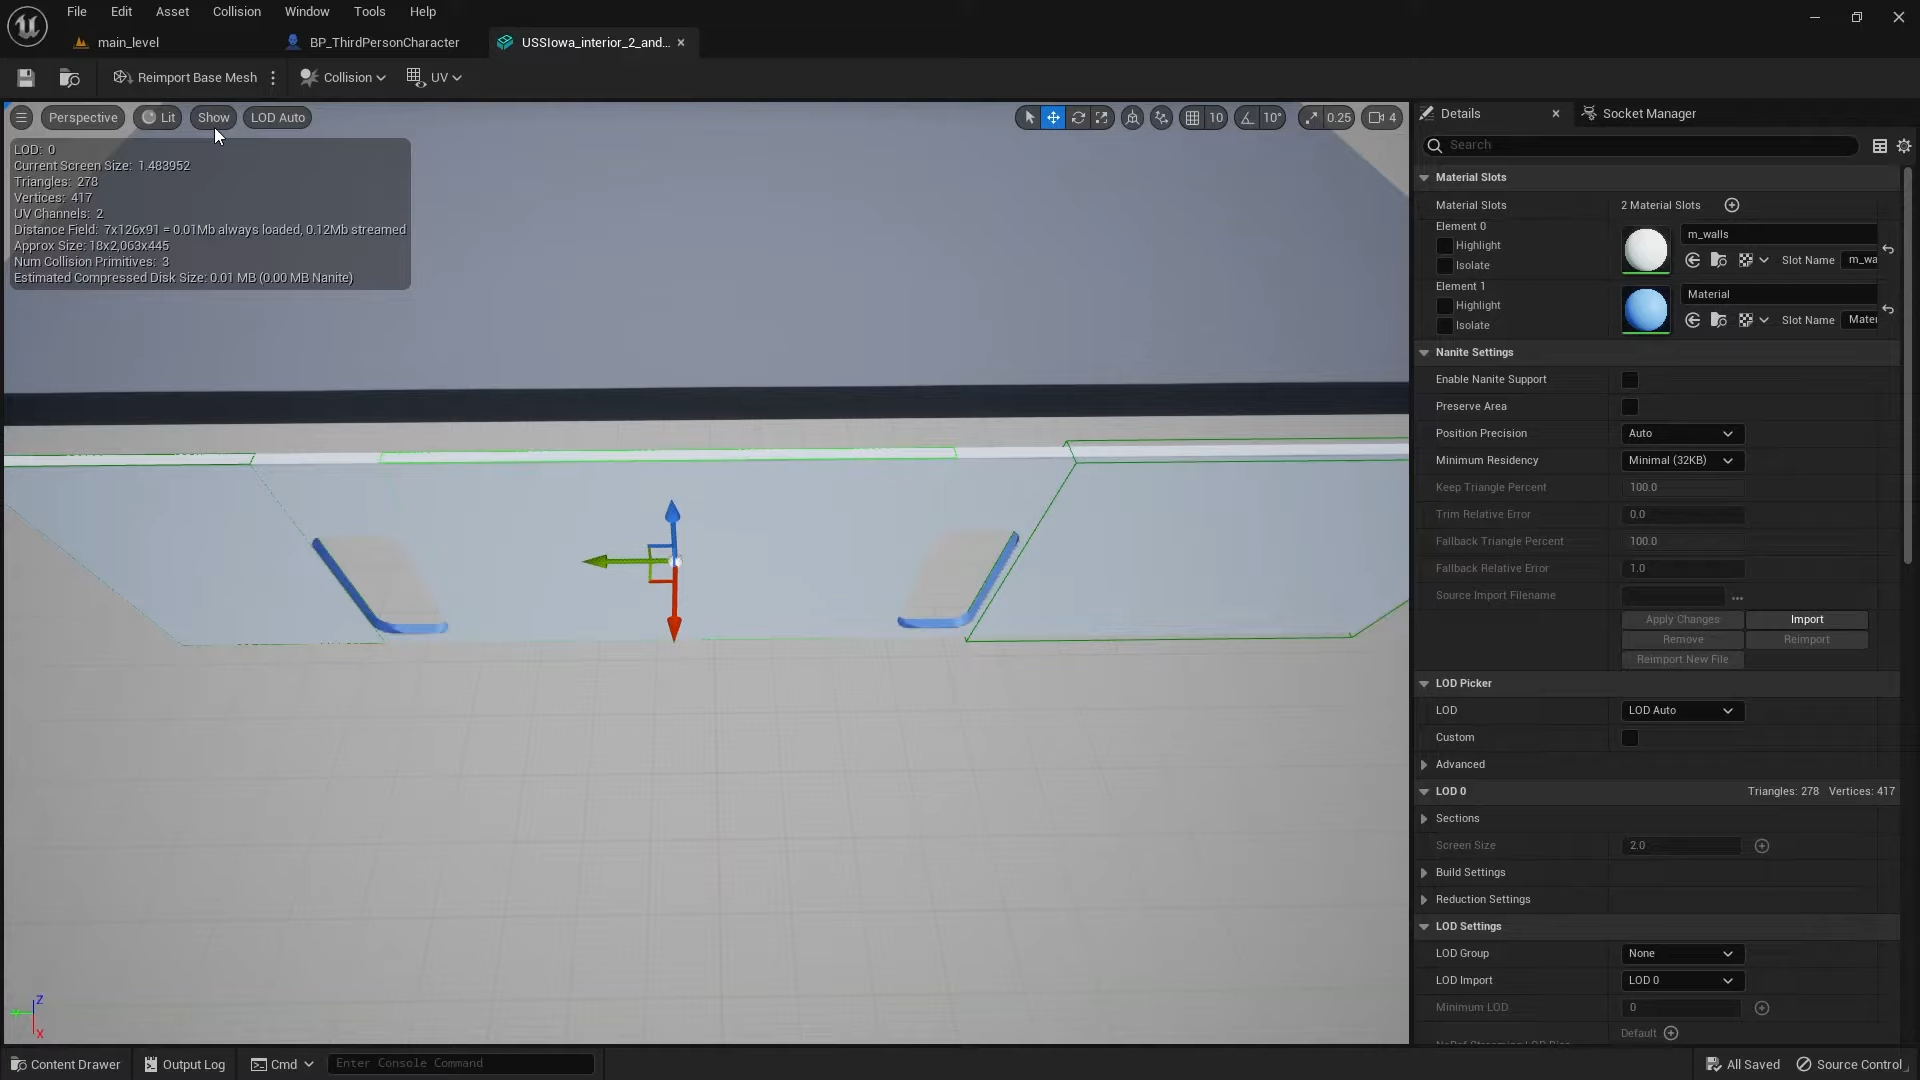 File Edit Asset Collision Window Tools Help
main_level BP_ThirdPersonCharacter USSIowa_interior_2_and...
Reimport Base Mesh Collision UV
Perspective Lit Show LOD Auto 10 10° 0.25 4
LOD: 0
Current Screen Size: 1.483952
Triangles: 278
Vertices: 417
UV Channels: 2
Distance Field: 7x126x91 = 0.01Mb always loaded, 0.12Mb streamed
Approx Size: 18x2,063x445
Num Collision Primitives: 3
Estimated Compressed Disk Size: 0.01 MB (0.00 MB Nanite)
Z
Y
X
Details Socket Manager
Search
Material Slots
Material Slots 2 Material Slots
Element 0
Highlight
Isolate
m_walls
Slot Name m_wa
Element 1
Highlight
Isolate
Material
Slot Name Mater
Nanite Settings
Enable Nanite Support
Preserve Area
Position Precision Auto
Minimum Residency Minimal (32KB)
Keep Triangle Percent 100.0
Trim Relative Error 0.0
Fallback Triangle Percent 100.0
Fallback Relative Error 1.0
Source Import Filename ...
Apply Changes Import
Remove Reimport
Reimport New File
LOD Picker
LOD LOD Auto
Custom
Advanced
LOD 0 Triangles: 278 Vertices: 417
Sections
Screen Size 2.0
Build Settings
Reduction Settings
LOD Settings
LOD Group None
LOD Import LOD 0
Minimum LOD 0
Default
Content Drawer Output Log Cmd Enter Console Command All Saved Source Control